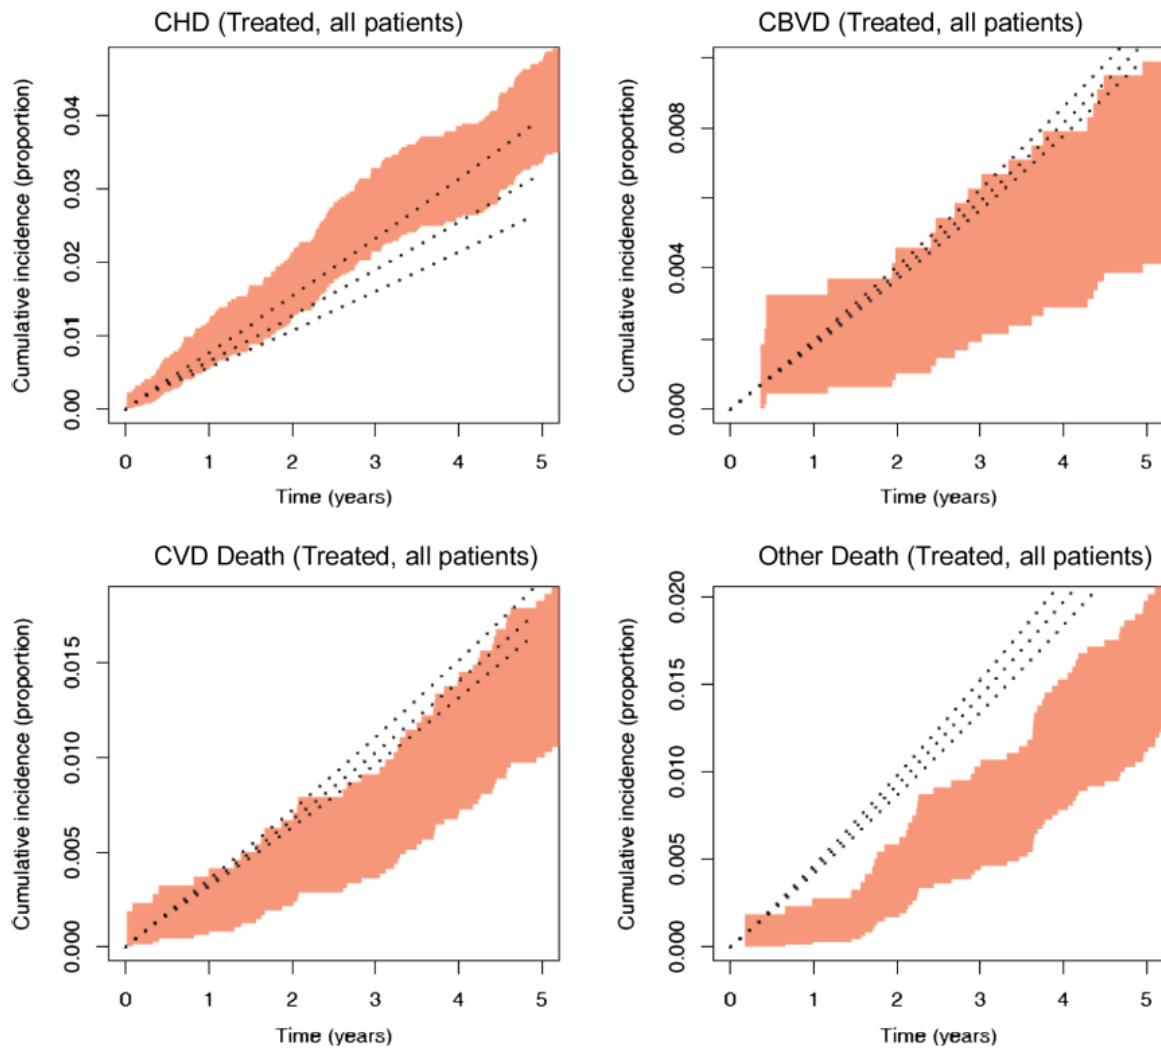 CHD (Treated, all patients)
Cumulative incidence (proportion)
0.04
0.03
0.02
0.01
0.00
0 1 2 3 4 5
Time (years)
CBVD (Treated, all patients)
Cumulative incidence (proportion)
0.008
0.004
0.000
0 1 2 3 4 5
Time (years)
CVD Death (Treated, all patients)
Cumulative incidence (proportion)
0.015
0.010
0.005
0.000
0 1 2 3 4 5
Time (years)
Other Death (Treated, all patients)
Cumulative incidence (proportion)
0.020
0.015
0.010
0.005
0.000
0 1 2 3 4 5
Time (years)